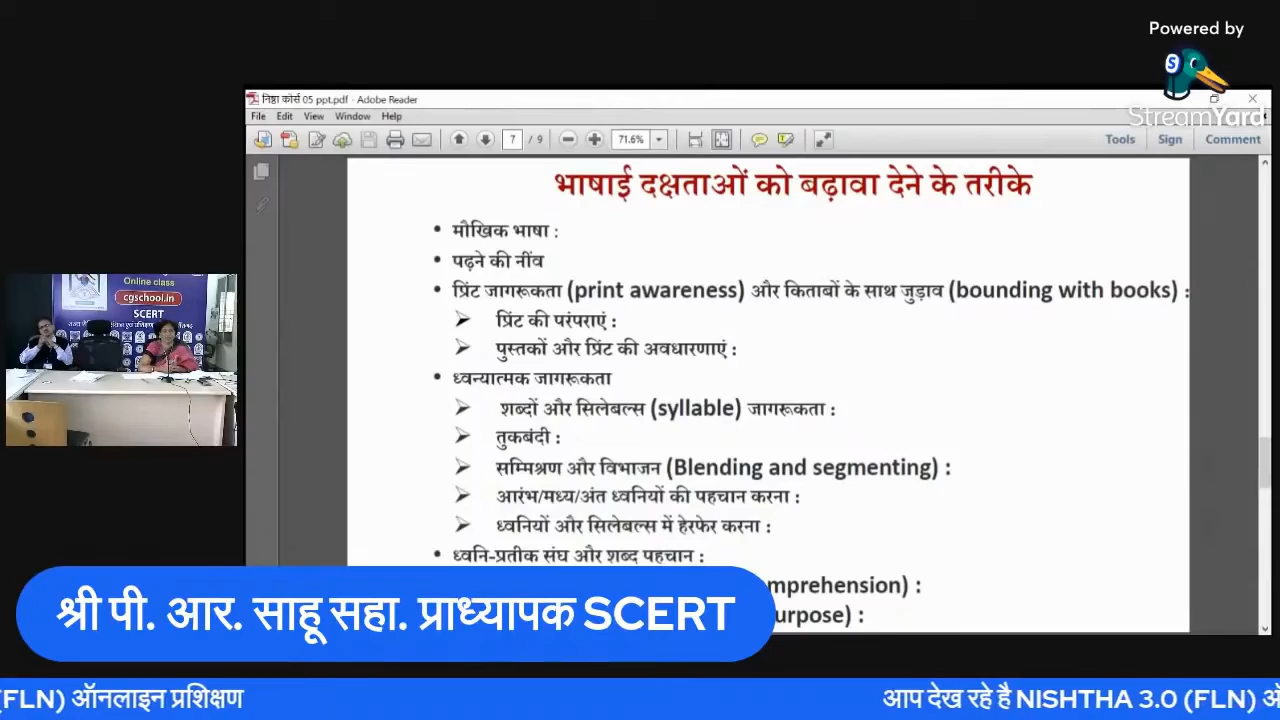 Powered by
StreamYard
निष्ठा कोर्स 05 ppt.pdf - Adobe Reader
File Edit View Window Help
7 / 9 71.6% Tools Sign Comment
भाषाई दक्षताओं को बढ़ावा देने के तरीके
• मौखिक भाषा :
• पढ़ने की नींव
• प्रिंट जागरूकता (print awareness) और किताबों के साथ जुड़ाव (bounding with books) :
➢ प्रिंट की परंपराएं :
➢ पुस्तकों और प्रिंट की अवधारणाएं :
• ध्वन्यात्मक जागरूकता
➢ शब्दों और सिलेबल्स (syllable) जागरूकता :
➢ तुकबंदी :
➢ सम्मिश्रण और विभाजन (Blending and segmenting) :
➢ आरंभ/मध्य/अंत ध्वनियों की पहचान करना :
➢ ध्वनियों और सिलेबल्स में हेरफेर करना :
• ध्वनि-प्रतीक संघ और शब्द पहचान :
mprehension) :
urpose) :
Online class
cgschool.in
SCERT
श्री पी. आर. साहू सहा. प्राध्यापक SCERT
(FLN) ऑनलाइन प्रशिक्षण आप देख रहे है NISHTHA 3.0 (FLN) ऑ